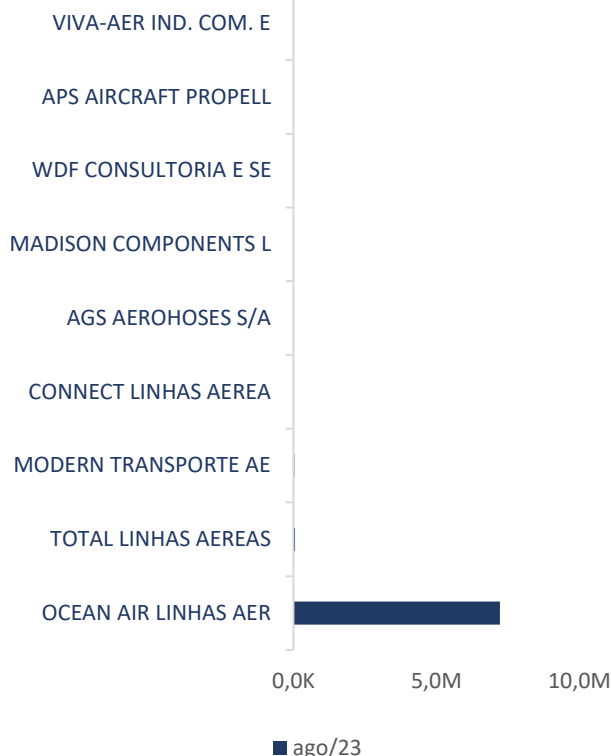 VIVA-AER IND. COM. E
APS AIRCRAFT PROPELL
WDF CONSULTORIA E SE
MADISON COMPONENTS L
AGS AEROHOSES S/A
CONNECT LINHAS AEREA
MODERN TRANSPORTE AE
TOTAL LINHAS AEREAS
OCEAN AIR LINHAS AER
0,0K 5,0M 10,0M
ago/23